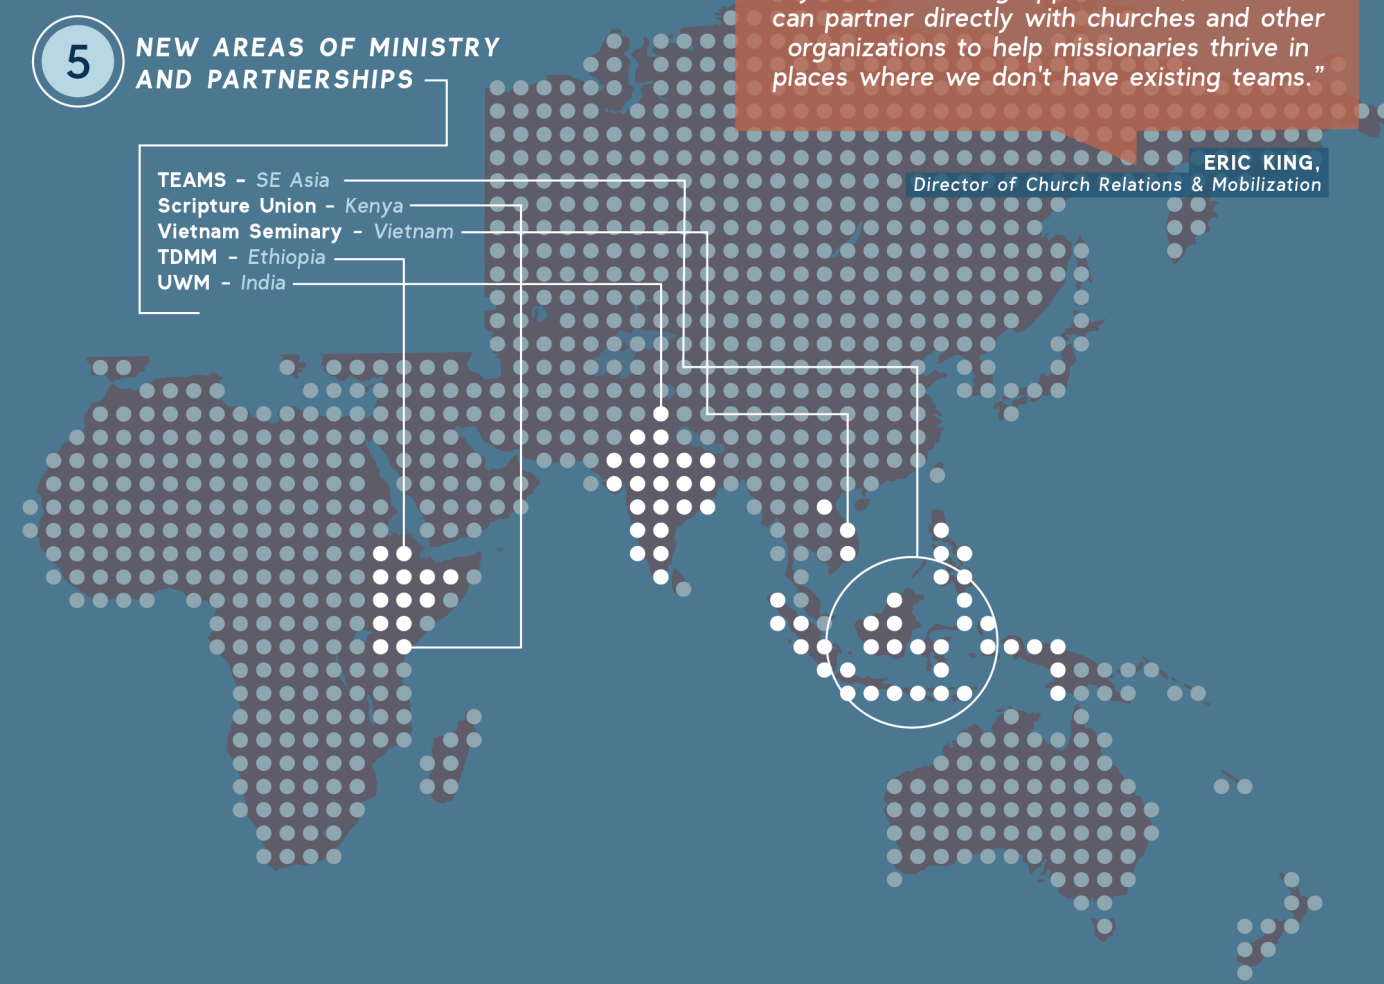 can partner directly with churches and other
organizations to help missionaries thrive in
places where we don't have existing teams.”
ERIC KING,
Director of Church Relations & Mobilization
5
NEW AREAS OF MINISTRY
AND PARTNERSHIPS
TEAMS – SE Asia
Scripture Union – Kenya
Vietnam Seminary – Vietnam
TDMM – Ethiopia
UWM – India